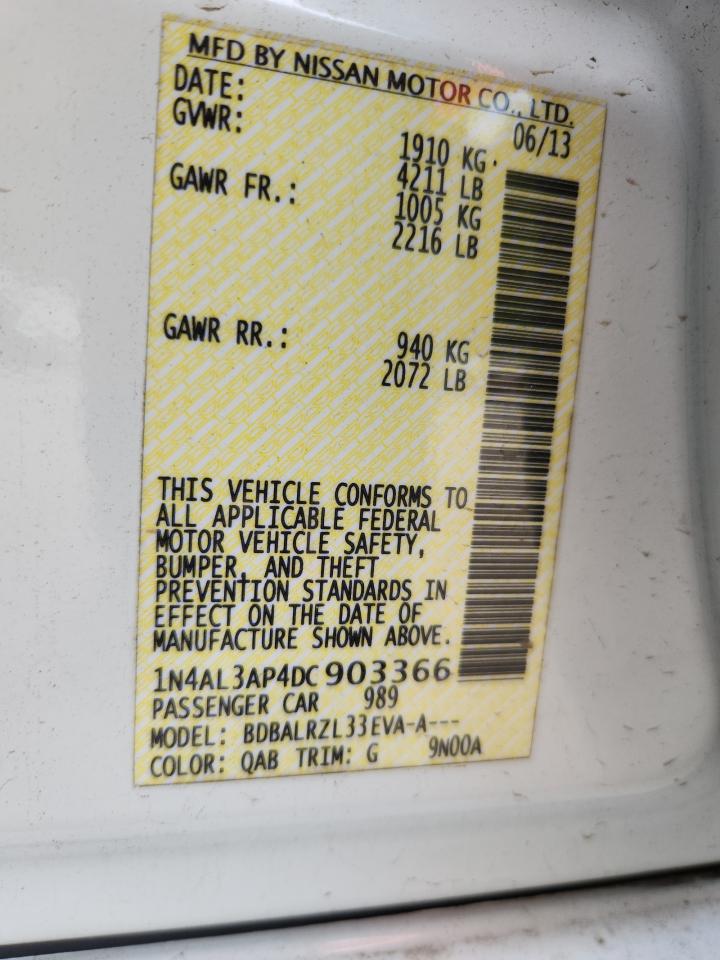 MFD BY NISSAN MOTOR CO., LTD.
DATE: 06/13
GVWR: 1910 KG
4211 LB
GAWR FR.: 1005 KG
2216 LB
GAWR RR.: 940 KG
2072 LB
THIS VEHICLE CONFORMS TO
ALL APPLICABLE FEDERAL
MOTOR VEHICLE SAFETY,
BUMPER, AND THEFT
PREVENTION STANDARDS IN
EFFECT ON THE DATE OF
MANUFACTURE SHOWN ABOVE.
1N4AL3AP4DC903366
PASSENGER CAR 989
MODEL: BDBALRZL33EVA-A---
COLOR: QAB TRIM: G 9N00A